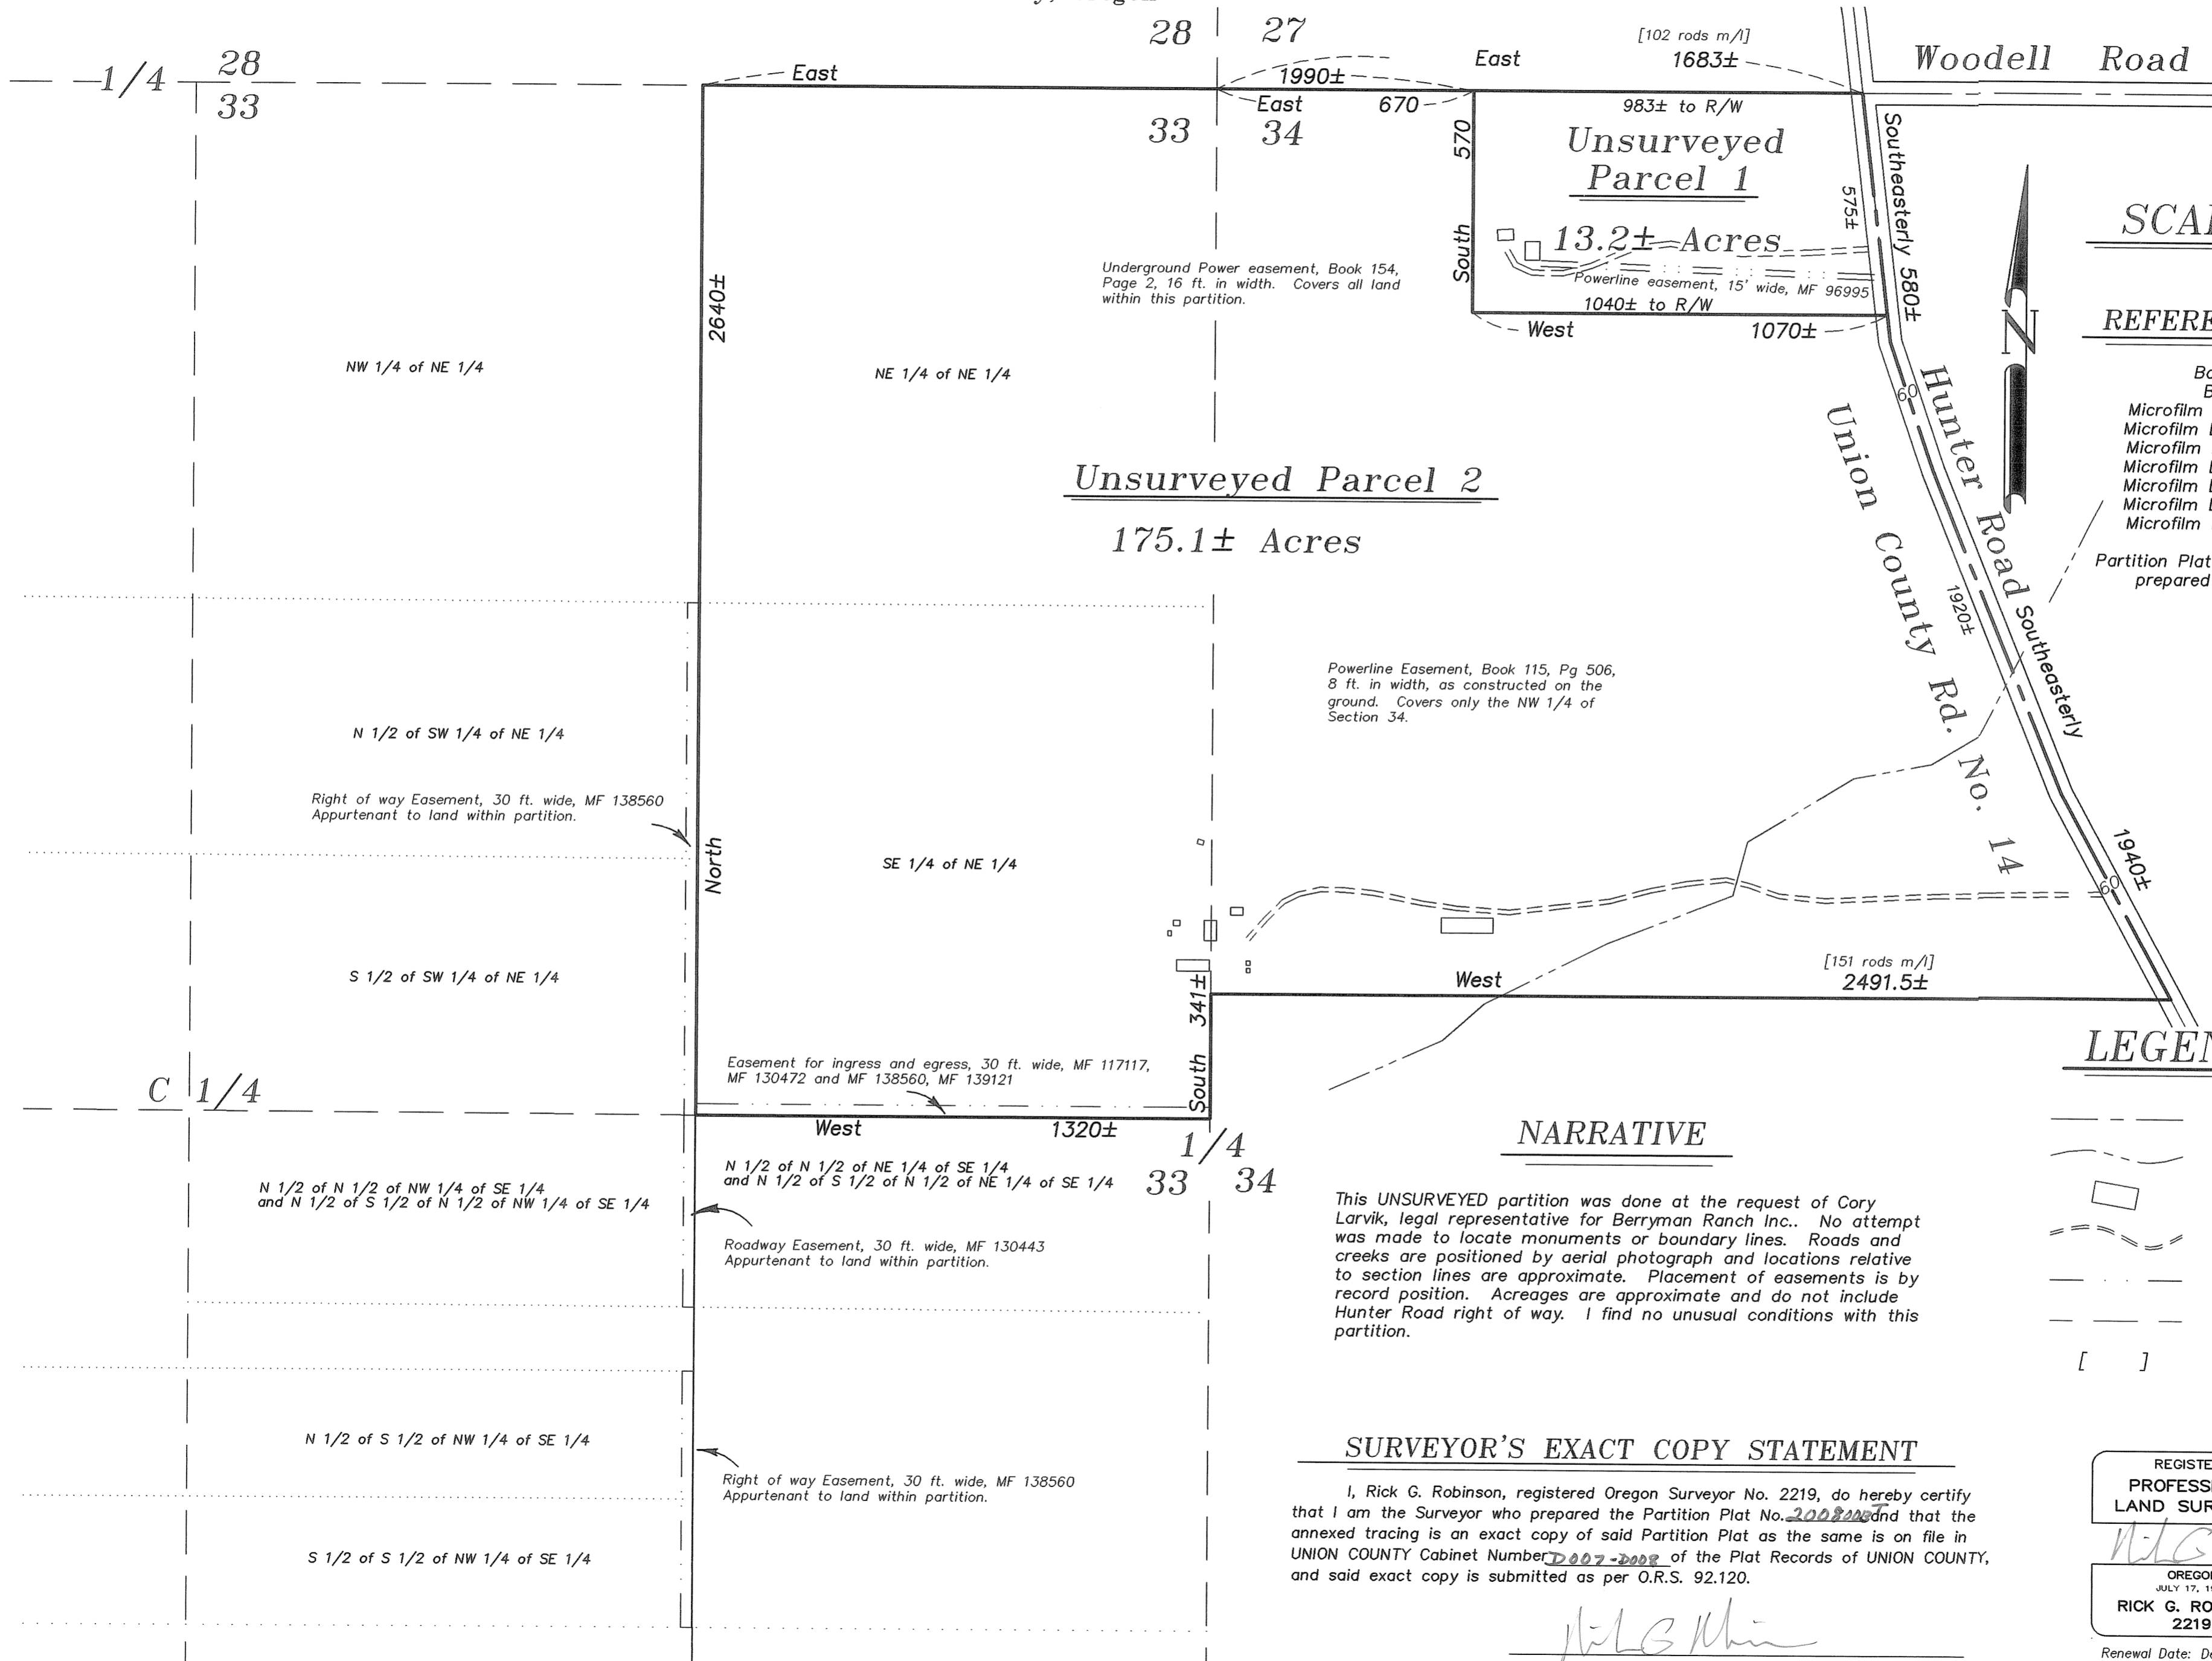 28 27
[102 rods m/l]
1683±
Woodell Road
1/4
28
33
East
1990±
East
East 670
983± to R/W
33 34
570
South
Unsurveyed
Parcel 1
13.2± Acres
575±
Southeasterly 580±
Powerline easement, 15' wide, MF 96995
1040± to R/W
West 1070±
2640±
North
Underground Power easement, Book 154,
Page 2, 16 ft. in width. Covers all land
within this partition.
N
NW 1/4 of NE 1/4
NE 1/4 of NE 1/4
60
Hunter Road
Union County Rd. No. 14
Microfilm
Microfilm
Microfilm
Microfilm
Microfilm
Microfilm
Microfilm
Partition Plat
prepared
Unsurveyed Parcel 2
175.1± Acres
1920±
Southeasterly
1940±
60
Powerline Easement, Book 115, Pg 506,
8 ft. in width, as constructed on the
ground. Covers only the NW 1/4 of
Section 34.
N 1/2 of SW 1/4 of NE 1/4
Right of way Easement, 30 ft. wide, MF 138560
Appurtenant to land within partition.
SE 1/4 of NE 1/4
S 1/2 of SW 1/4 of NE 1/4
[151 rods m/l]
West
2491.5±
South 341±
Easement for ingress and egress, 30 ft. wide, MF 117117,
MF 130472 and MF 138560, MF 139121
C 1/4
West 1320±
1/4
33 34
N 1/2 of N 1/2 of NE 1/4 of SE 1/4
and N 1/2 of S 1/2 of N 1/2 of NE 1/4 of SE 1/4
N 1/2 of N 1/2 of NW 1/4 of SE 1/4
and N 1/2 of S 1/2 of N 1/2 of NW 1/4 of SE 1/4
Roadway Easement, 30 ft. wide, MF 130443
Appurtenant to land within partition.
N 1/2 of S 1/2 of NW 1/4 of SE 1/4
Right of way Easement, 30 ft. wide, MF 138560
Appurtenant to land within partition.
S 1/2 of S 1/2 of NW 1/4 of SE 1/4
NARRATIVE
This UNSURVEYED partition was done at the request of Cory
Larvik, legal representative for Berryman Ranch Inc.. No attempt
was made to locate monuments or boundary lines. Roads and
creeks are positioned by aerial photograph and locations relative
to section lines are approximate. Placement of easements is by
record position. Acreages are approximate and do not include
Hunter Road right of way. I find no unusual conditions with this
partition.
[ ]
SURVEYOR'S EXACT COPY STATEMENT
I, Rick G. Robinson, registered Oregon Surveyor No. 2219, do hereby certify
that I am the Surveyor who prepared the Partition Plat No. and that the
annexed tracing is an exact copy of said Partition Plat as the same is on file in
UNION COUNTY Cabinet Number D007-D008 of the Plat Records of UNION COUNTY,
and said exact copy is submitted as per O.R.S. 92.120.
LAND
JULY 17,
RICK G.
2219
Renewal Date: